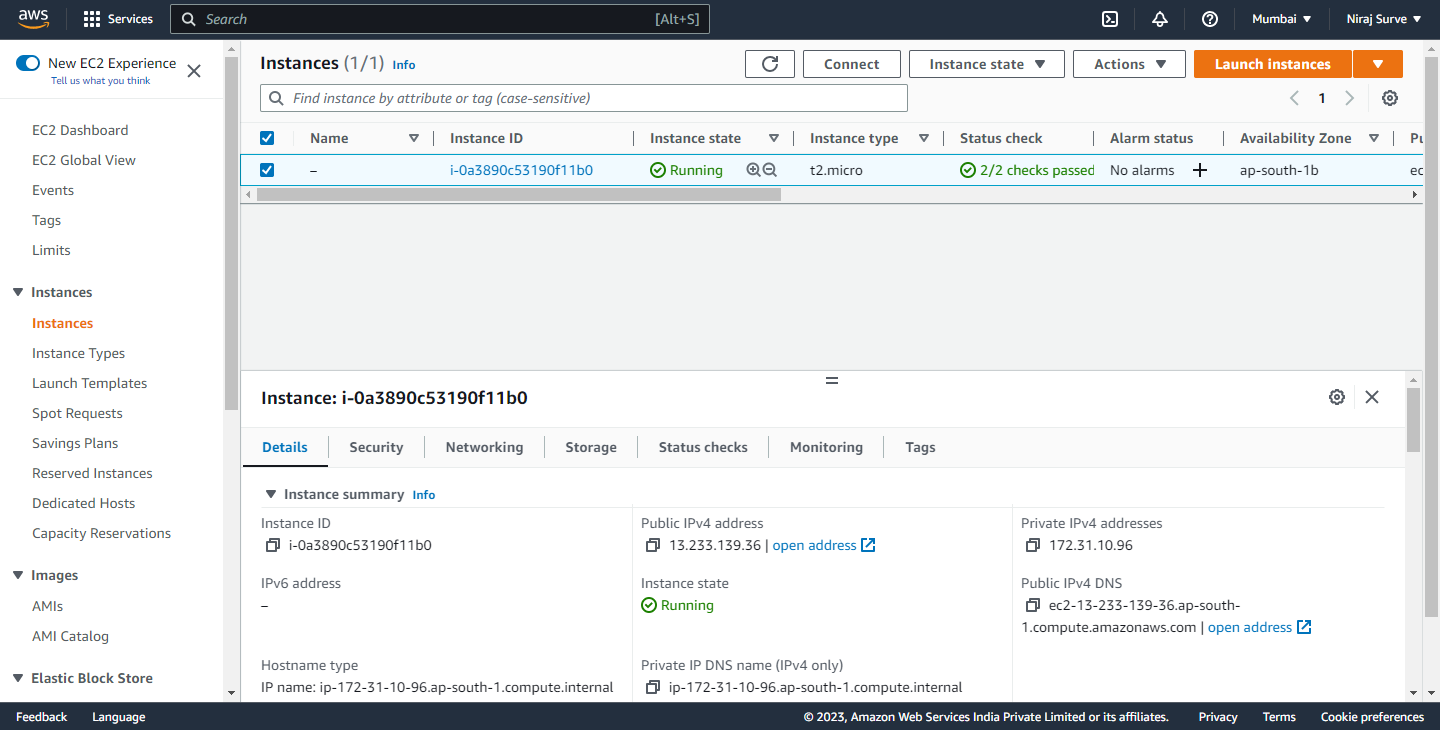 aws Services Search [Alt+S] Mumbai Niraj Surve
New EC2 Experience
Tell us what you think
EC2 Dashboard
EC2 Global View
Events
Tags
Limits
Instances
Instances
Instance Types
Launch Templates
Spot Requests
Savings Plans
Reserved Instances
Dedicated Hosts
Capacity Reservations
Images
AMIs
AMI Catalog
Elastic Block Store
Instances (1/1) Info Connect Instance state Actions Launch instances
Find instance by attribute or tag (case-sensitive) 1
Name Instance ID Instance state Instance type Status check Alarm status Availability Zone Pu
– i-0a3890c53190f11b0 Running t2.micro 2/2 checks passed No alarms ap-south-1b ec
Instance: i-0a3890c53190f11b0
Details Security Networking Storage Status checks Monitoring Tags
Instance summary Info
Instance ID
i-0a3890c53190f11b0
Public IPv4 address
13.233.139.36 | open address
Private IPv4 addresses
172.31.10.96
IPv6 address
–
Instance state
Running
Public IPv4 DNS
ec2-13-233-139-36.ap-south-
1.compute.amazonaws.com | open address
Hostname type
IP name: ip-172-31-10-96.ap-south-1.compute.internal
Private IP DNS name (IPv4 only)
ip-172-31-10-96.ap-south-1.compute.internal
Feedback Language © 2023, Amazon Web Services India Private Limited or its affiliates. Privacy Terms Cookie preferences